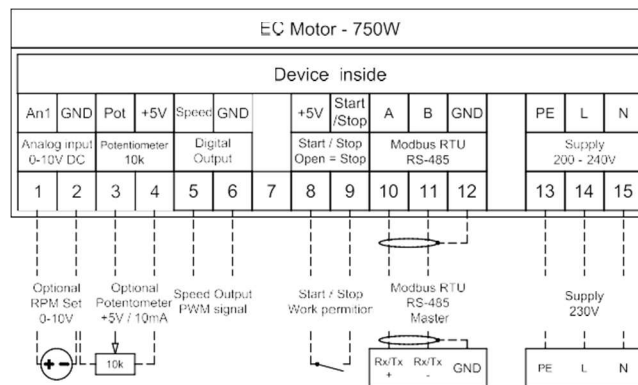 EC Motor - 750W
Device inside
An1 GND Pot +5V Speed GND +5V Start /Stop A B GND PE L N
Analog input 0-10V DC
Potentiometer 10k
Digital Output
Start / Stop Open = Stop
Modbus RTU RS-485
Supply 200 - 240V
1 2 3 4 5 6 7 8 9 10 11 12 13 14 15
Optional
RPM Set
0-10V
Optional
Potentometer
+5V / 10mA
Speed Output
PWM signal
Start / Stop
Work permition
Modbus RTU
RS-485
Master
Supply
230V
+ -
10k
Rx/Tx +
Rx/Tx -
GND
PE L N